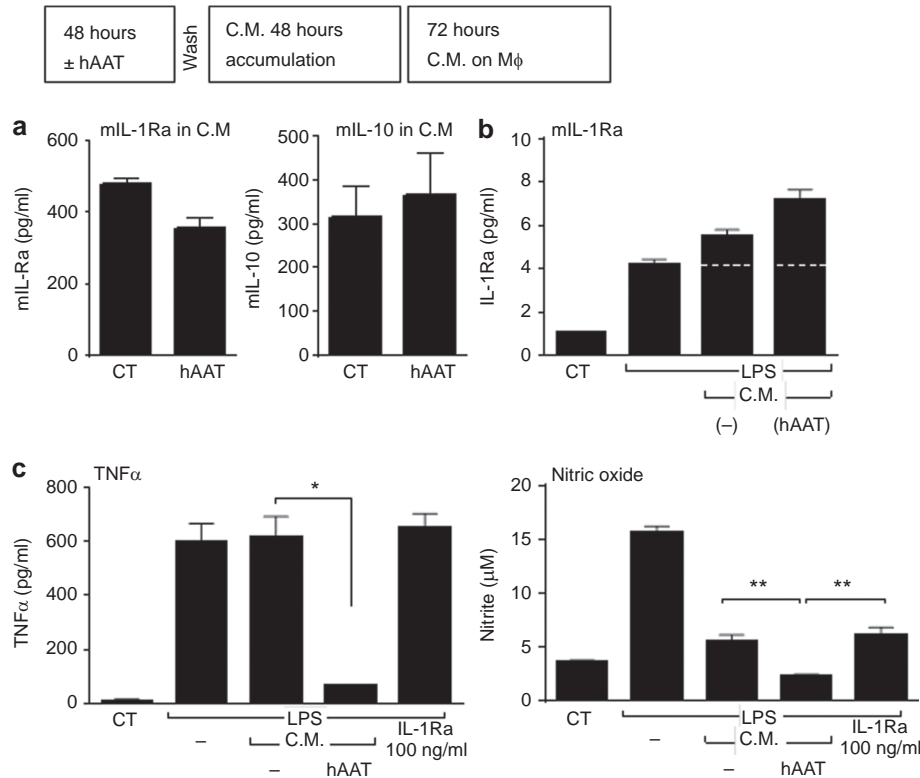 48 hours
± hAAT
Wash
C.M. 48 hours
accumulation
72 hours
C.M. on Mϕ
a
mIL-1Ra in C.M
mIL-Ra (pg/ml)
600
400
200
0
CT
hAAT
mIL-10 in C.M
mIL-10 (pg/ml)
500
400
300
200
100
0
CT
hAAT
b
mIL-1Ra
IL-1Ra (pg/ml)
10
8
6
4
2
0
CT
LPS
C.M.
(–)
(hAAT)
c
TNFα
TNFα (pg/ml)
800
600
400
200
0
*
CT
LPS
–
C.M.
IL-1Ra
100 ng/ml
–
hAAT
Nitric oxide
Nitrite (μM)
20
15
10
5
0
**
**
CT
LPS
–
C.M.
IL-1Ra
100 ng/ml
–
hAAT